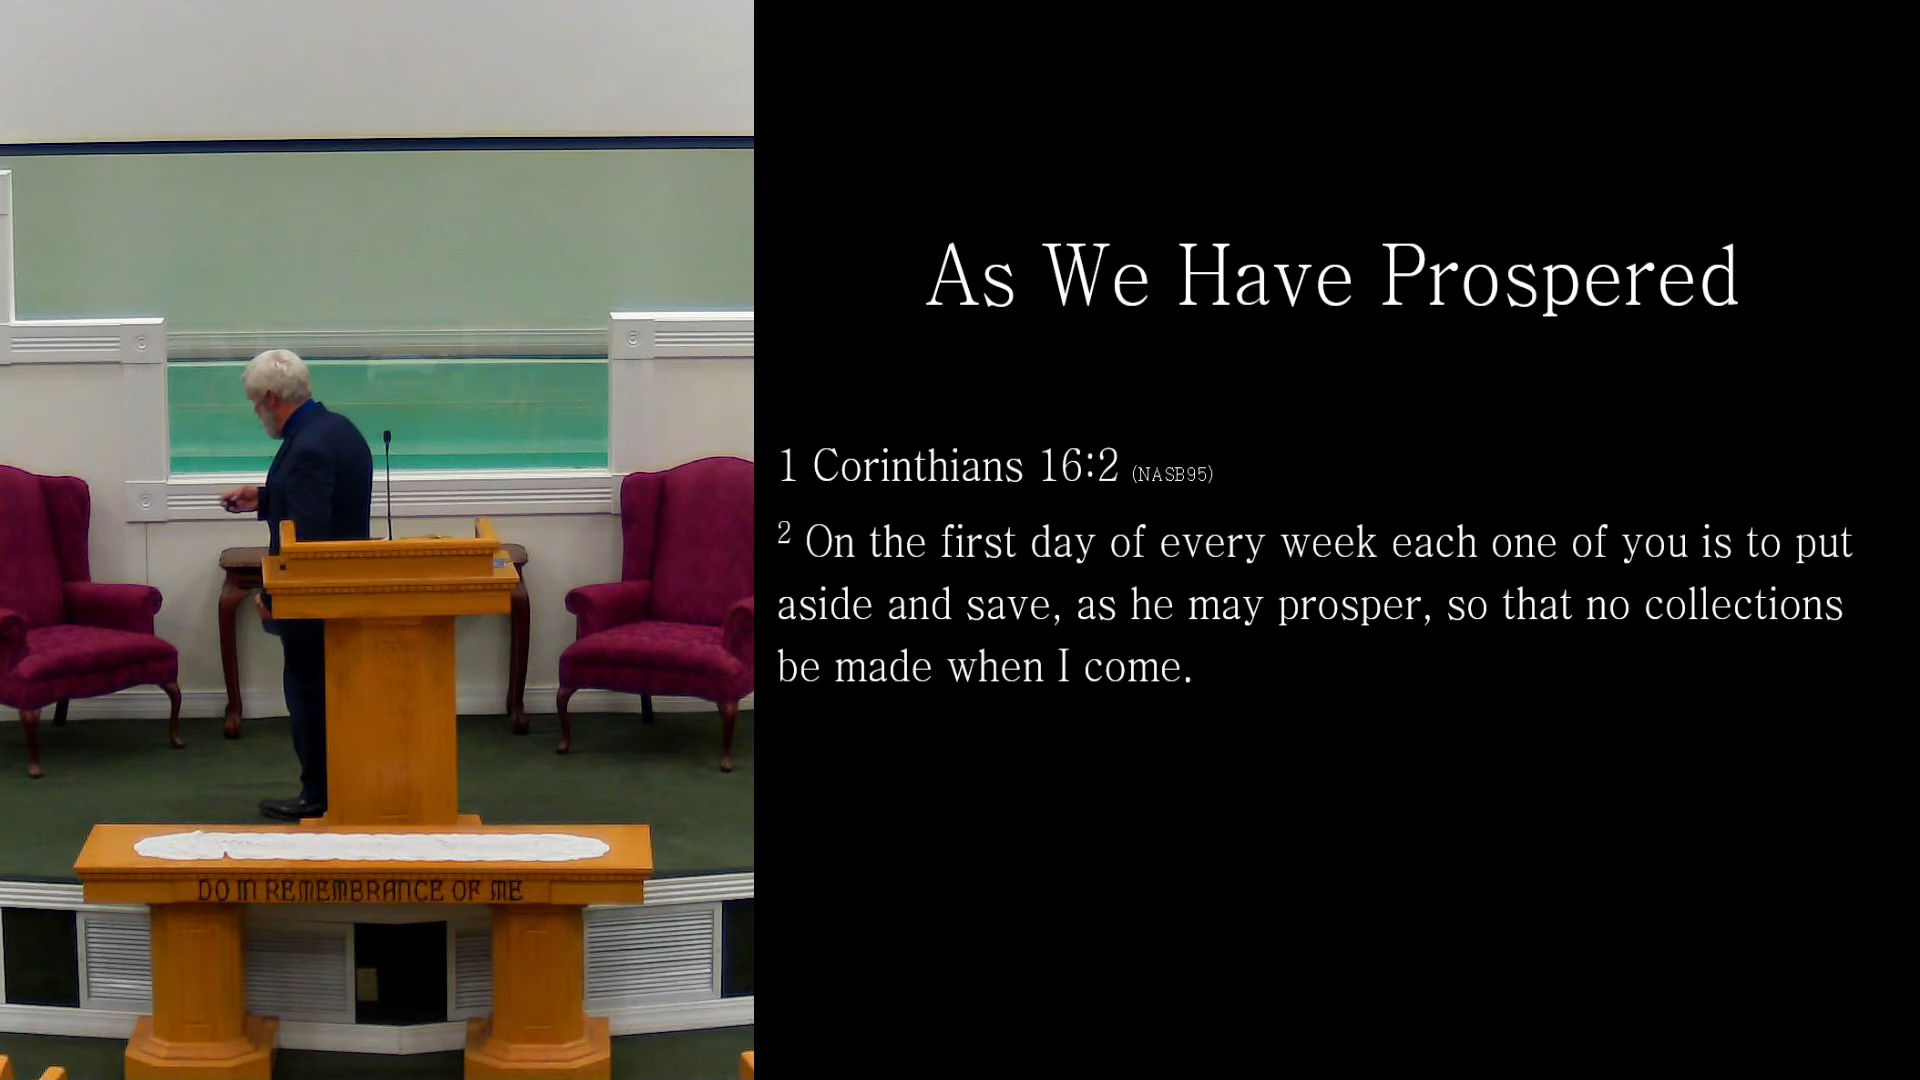 As We Have Prospered
1 Corinthians 16:2 (NASB95)
2 On the first day of every week each one of you is to put
aside and save, as he may prosper, so that no collections
be made when I come.
DO IN REMEMBRANCE OF ME